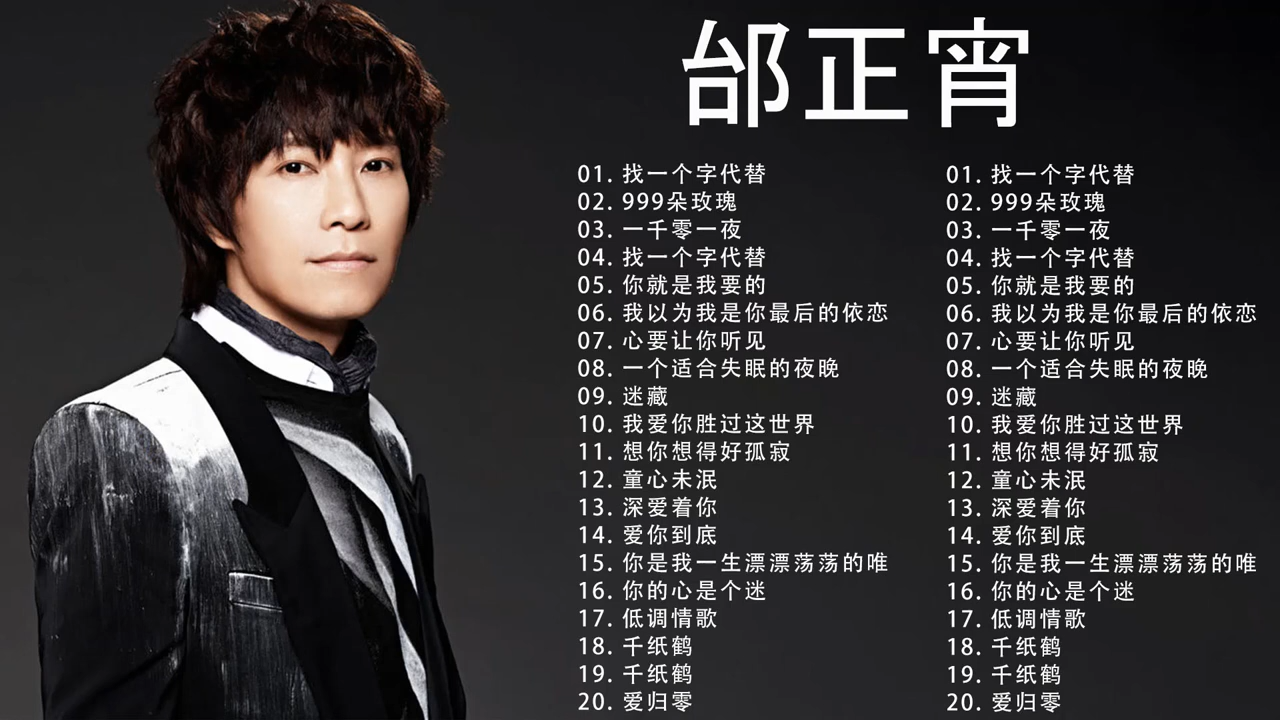 邰正宵
01. 找一个字代替
02. 999朵玫瑰
03. 一千零一夜
04. 找一个字代替
05. 你就是我要的
06. 我以为我是你最后的依恋
07. 心要让你听见
08. 一个适合失眠的夜晚
09. 迷藏
10. 我爱你胜过这世界
11. 想你想得好孤寂
12. 童心未泯
13. 深爱着你
14. 爱你到底
15. 你是我一生漂漂荡荡的唯
16. 你的心是个迷
17. 低调情歌
18. 千纸鹤
19. 千纸鹤
20. 爱归零
01. 找一个字代替
02. 999朵玫瑰
03. 一千零一夜
04. 找一个字代替
05. 你就是我要的
06. 我以为我是你最后的依恋
07. 心要让你听见
08. 一个适合失眠的夜晚
09. 迷藏
10. 我爱你胜过这世界
11. 想你想得好孤寂
12. 童心未泯
13. 深爱着你
14. 爱你到底
15. 你是我一生漂漂荡荡的唯
16. 你的心是个迷
17. 低调情歌
18. 千纸鹤
19. 千纸鹤
20. 爱归零